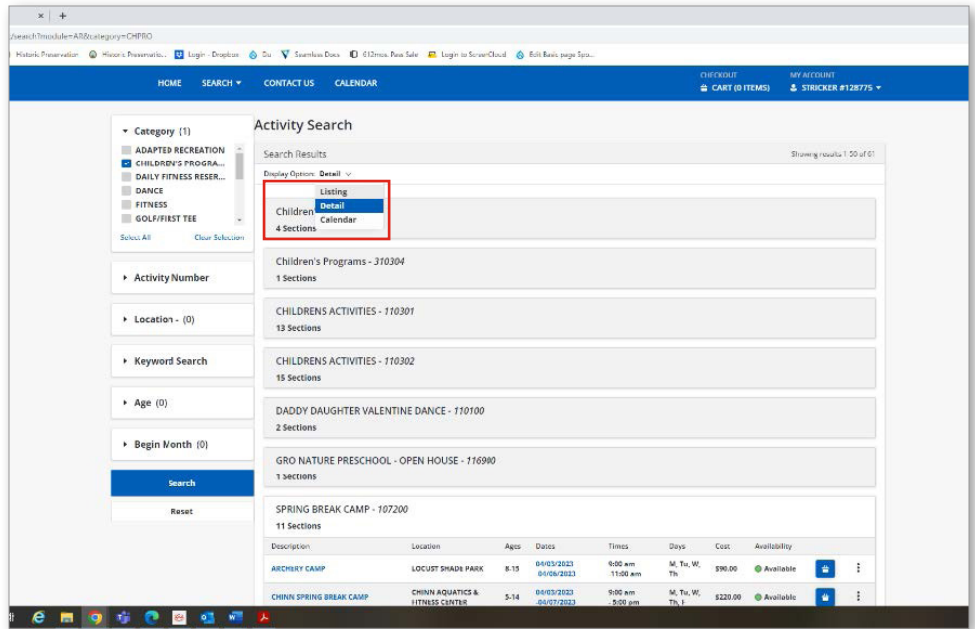 /search?module=AR&category=CHPRO
Historic Preservation Historic Preservatio... Login - Dropbox Du Seamless Docs 612mos. Pass Sale Login to ScreenCloud Edit Basic page Spo...
HOME SEARCH CONTACT US CALENDAR
CHECKOUT
CART (0 ITEMS)
MY ACCOUNT
STRICKER #128775
Category (1)
ADAPTED RECREATION
CHILDREN'S PROGRA...
DAILY FITNESS RESER...
DANCE
FITNESS
GOLF/FIRST TEE
Select All Clear Selection
Activity Number
Location - (0)
Keyword Search
Age (0)
Begin Month (0)
Search
Reset
Activity Search
Search Results Showing results 1-50 of 61
Display Option: Detail
Listing
Detail
Calendar
Children
4 Sections
Children's Programs - 310304
1 Sections
CHILDRENS ACTIVITIES - 110301
13 Sections
CHILDRENS ACTIVITIES - 110302
15 Sections
DADDY DAUGHTER VALENTINE DANCE - 110100
2 Sections
GRO NATURE PRESCHOOL - OPEN HOUSE - 116900
1 Sections
SPRING BREAK CAMP - 107200
11 Sections
Description Location Ages Dates Times Days Cost Availability
ARCHERY CAMP LOCUST SHADE PARK 8-15 04/03/2023 -04/06/2023 9:00 am -11:00 am M, Tu, W, Th $90.00 Available
CHINN SPRING BREAK CAMP CHINN AQUATICS & FITNESS CENTER 5-14 04/03/2023 -04/07/2023 9:00 am - 5:00 pm M, Tu, W, Th, F $220.00 Available